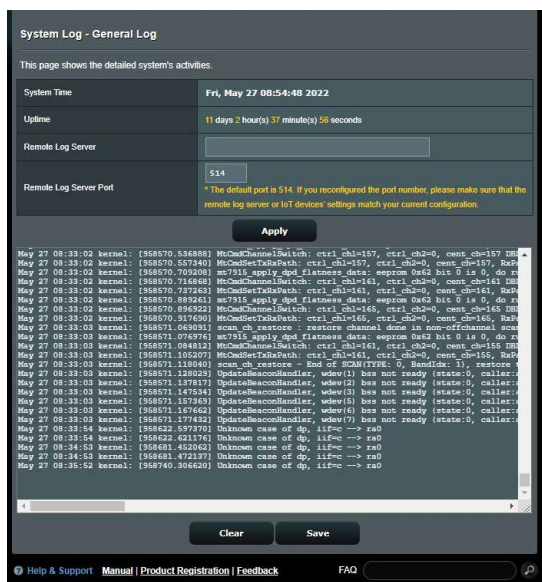 System Log - General Log
This page shows the detailed system's activities.
System Time
Fri, May 27 08:54:48 2022
Uptime
11 days 2 hour(s) 37 minute(s) 56 seconds
Remote Log Server
Remote Log Server Port
514
* The default port is 514. If you reconfigured the port number, please make sure that the
remote log server or IoT devices' settings match your current configuration.
Apply
May 27 08:33:02 kernel: [958570.536888] MtCmdChannelSwitch: ctrl_chl=157, ctrl_ch2=0, cent_ch=157 DBD
May 27 08:33:02 kernel: [958570.557340] MtCmdSetTxRxPath: ctrl_chl=157, ctrl_ch2=0, cent_ch=157, RxPa
May 27 08:33:02 kernel: [958570.709208] mt7915_apply_dpd_flatness_data: eeprom 0x62 bit 0 is 0, do ru
May 27 08:33:02 kernel: [958570.716868] MtCmdChannelSwitch: ctrl_chl=161, ctrl_ch2=0, cent_ch=161 DBD
May 27 08:33:02 kernel: [958570.737263] MtCmdSetTxRxPath: ctrl_chl=161, ctrl_ch2=0, cent_ch=161, RxPa
May 27 08:33:02 kernel: [958570.889261] mt7915_apply_dpd_flatness_data: eeprom 0x62 bit 0 is 0, do ru
May 27 08:33:02 kernel: [958570.896922] MtCmdChannelSwitch: ctrl_chl=165, ctrl_ch2=0, cent_ch=165 DBD
May 27 08:33:02 kernel: [958570.917690] MtCmdSetTxRxPath: ctrl_chl=165, ctrl_ch2=0, cent_ch=165, RxPa
May 27 08:33:03 kernel: [958571.069091] scan_ch_restore : restore channel done in non-offchannel scan
May 27 08:33:03 kernel: [958571.076976] mt7915_apply_dpd_flatness_data: eeprom 0x62 bit 0 is 0, do ru
May 27 08:33:03 kernel: [958571.084812] MtCmdChannelSwitch: ctrl_chl=161, ctrl_ch2=0, cent_ch=155 DBD
May 27 08:33:03 kernel: [958571.105207] MtCmdSetTxRxPath: ctrl_chl=161, ctrl_ch2=0, cent_ch=155, RxPa
May 27 08:33:03 kernel: [958571.118040] scan_ch_restore - End of SCAN(TYPE: 0, BandIdx: 1), restore
May 27 08:33:03 kernel: [958571.128029] UpdateBeaconHandler, wdev(1) bss not ready (state:0, caller:
May 27 08:33:03 kernel: [958571.137817] UpdateBeaconHandler, wdev(2) bss not ready (state:0, caller:
May 27 08:33:03 kernel: [958571.147534] UpdateBeaconHandler, wdev(3) bss not ready (state:0, caller:
May 27 08:33:03 kernel: [958571.157369] UpdateBeaconHandler, wdev(5) bss not ready (state:0, caller:
May 27 08:33:03 kernel: [958571.167662] UpdateBeaconHandler, wdev(6) bss not ready (state:0, caller:
May 27 08:33:03 kernel: [958571.177432] UpdateBeaconHandler, wdev(7) bss not ready (state:0, caller:
May 27 08:33:54 kernel: [958622.597370] Unknown case of dp, iif=c --> ra0
May 27 08:33:54 kernel: [958622.621176] Unknown case of dp, iif=c --> ra0
May 27 08:34:53 kernel: [958681.452062] Unknown case of dp, iif=c --> ra0
May 27 08:34:53 kernel: [958681.472137] Unknown case of dp, iif=c --> ra0
May 27 08:35:52 kernel: [958740.306620] Unknown case of dp, iif=c --> ra0
Clear Save
Help & Support Manual | Product Registration | Feedback FAQ